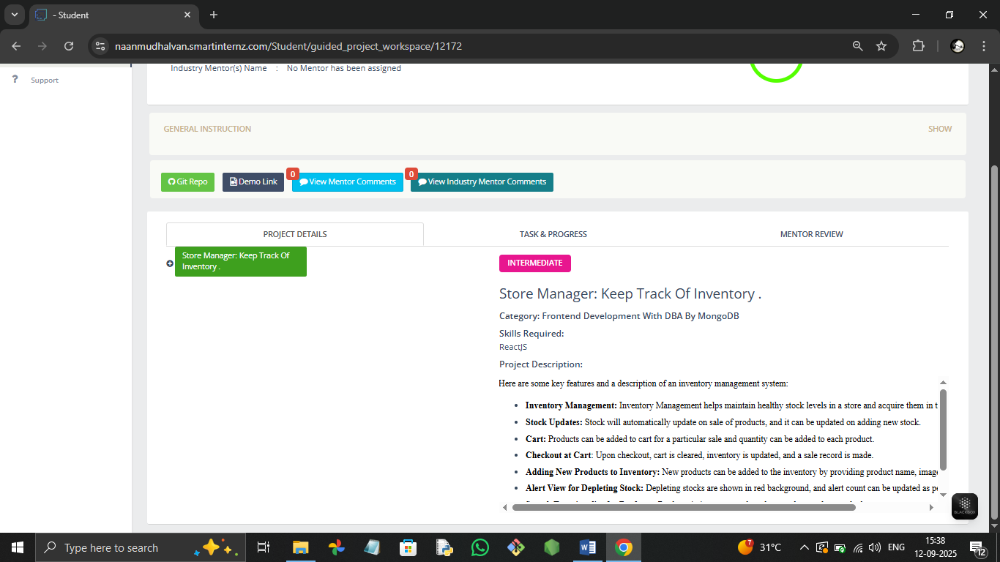 - Student
naanmudhalvan.smartinternz.com/Student/guided_project_workspace/12172
Support
Industry Mentor(s) Name : No Mentor has been assigned
GENERAL INSTRUCTION
SHOW
Git Repo
Demo Link
0
View Mentor Comments
0
View Industry Mentor Comments
PROJECT DETAILS
TASK & PROGRESS
MENTOR REVIEW
Store Manager: Keep Track Of
Inventory .
INTERMEDIATE
Store Manager: Keep Track Of Inventory .
Category: Frontend Development With DBA By MongoDB
Skills Required:
ReactJS
Project Description:
Here are some key features and a description of an inventory management system:
• Inventory Management: Inventory Management helps maintain healthy stock levels in a store and acquire them in t
• Stock Updates: Stock will automatically update on sale of products, and it can be updated on adding new stock.
• Cart: Products can be added to cart for a particular sale and quantity can be added to each product.
• Checkout at Cart: Upon checkout, cart is cleared, inventory is updated, and a sale record is made.
• Adding New Products to Inventory: New products can be added to the inventory by providing product name, image
• Alert View for Depleting Stock: Depleting stocks are shown in red background, and alert count can be updated as pe
BLACKBOX
Type here to search
7
31°C
ENG
15:38
12-09-2025
12